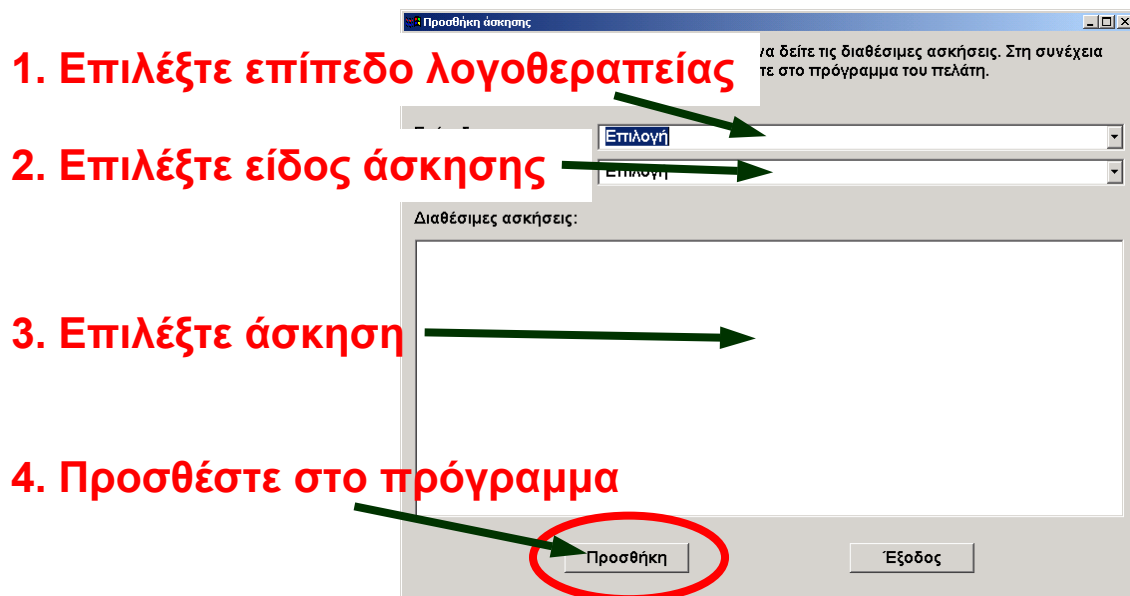 Προσθήκη άσκησης
να δείτε τις διαθέσιμες ασκήσεις. Στη συνέχεια
1. Επιλέξτε επίπεδο λογοθεραπείας
στο πρόγραμμα του πελάτη.
Επιλογή
2. Επιλέξτε είδος άσκησης
Επιλογή
Διαθέσιμες ασκήσεις:
3. Επιλέξτε άσκηση
4. Προσθέστε στο πρόγραμμα
Προσθήκη
Έξοδος